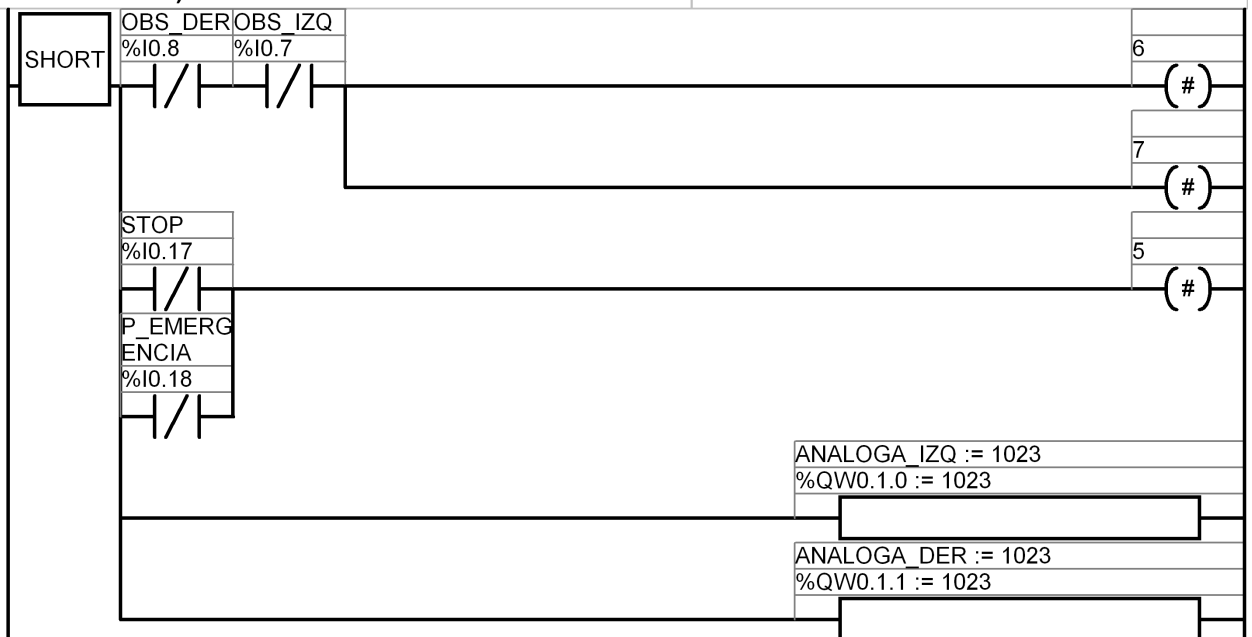 OBS_DER OBS_IZQ
SHORT %I0.8 %I0.7 6
#
7
#
STOP
%I0.17 5
#
P_EMERG
ENCIA
%I0.18
ANALOGA_IZQ := 1023
%QW0.1.0 := 1023
ANALOGA_DER := 1023
%QW0.1.1 := 1023